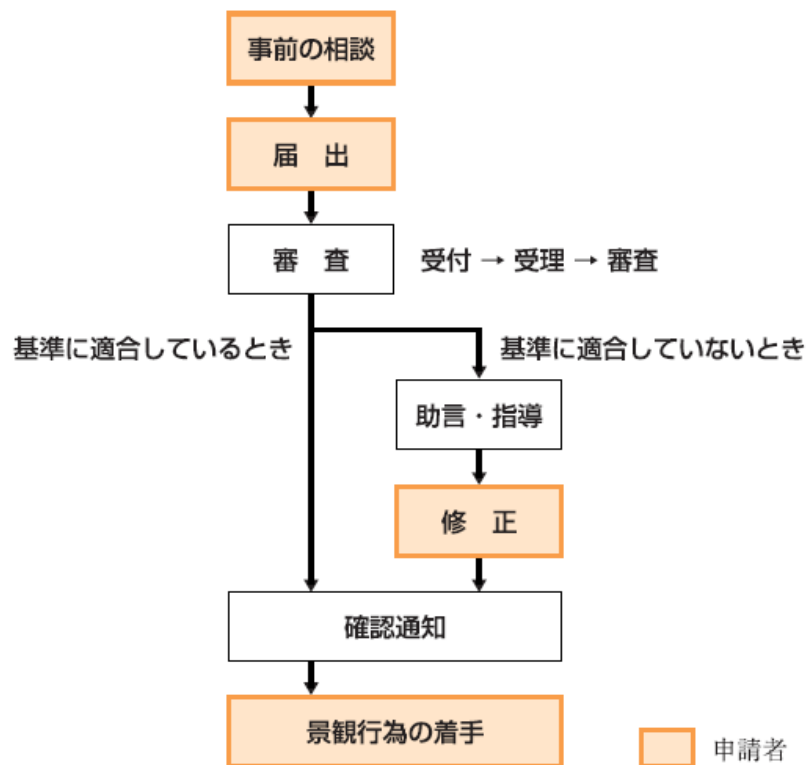 事前の相談
届　出
審　査
受付 → 受理 → 審査
基準に適合しているとき
基準に適合していないとき
助言・指導
修　正
確認通知
景観行為の着手
申請者